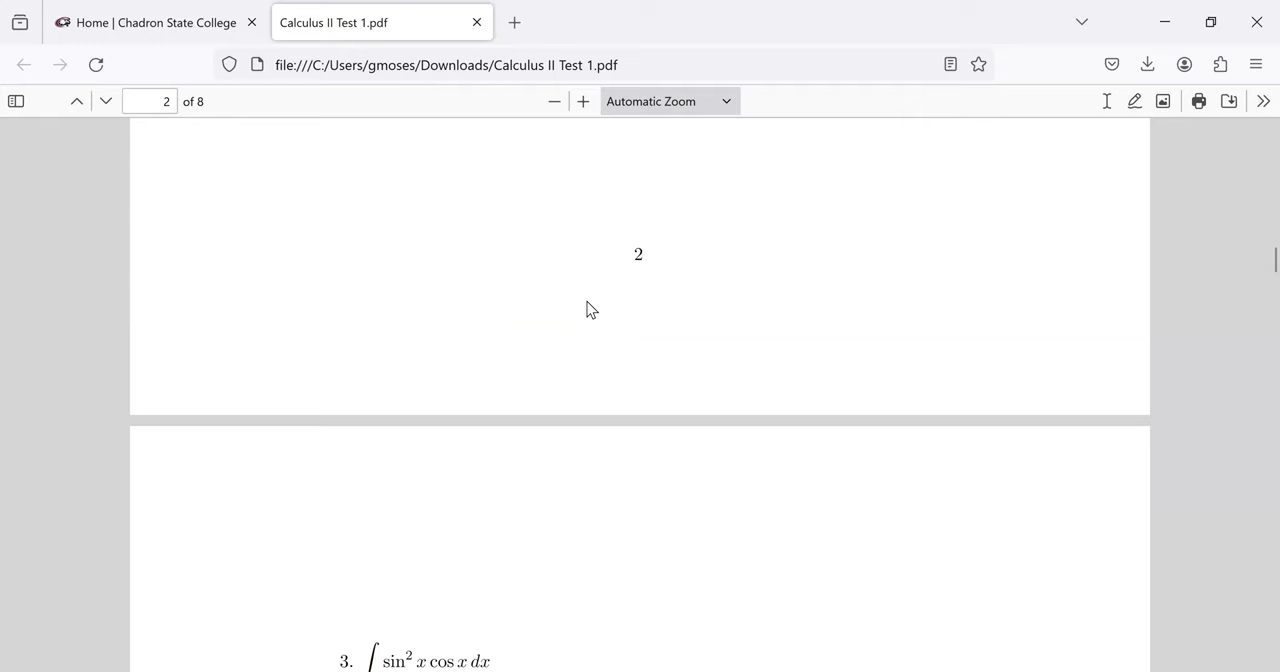 Home | Chadron State College
Calculus II Test 1.pdf
file:///C:/Users/gmoses/Downloads/Calculus II Test 1.pdf
2 of 8
Automatic Zoom
2
3. ∫ sin² x cos x dx